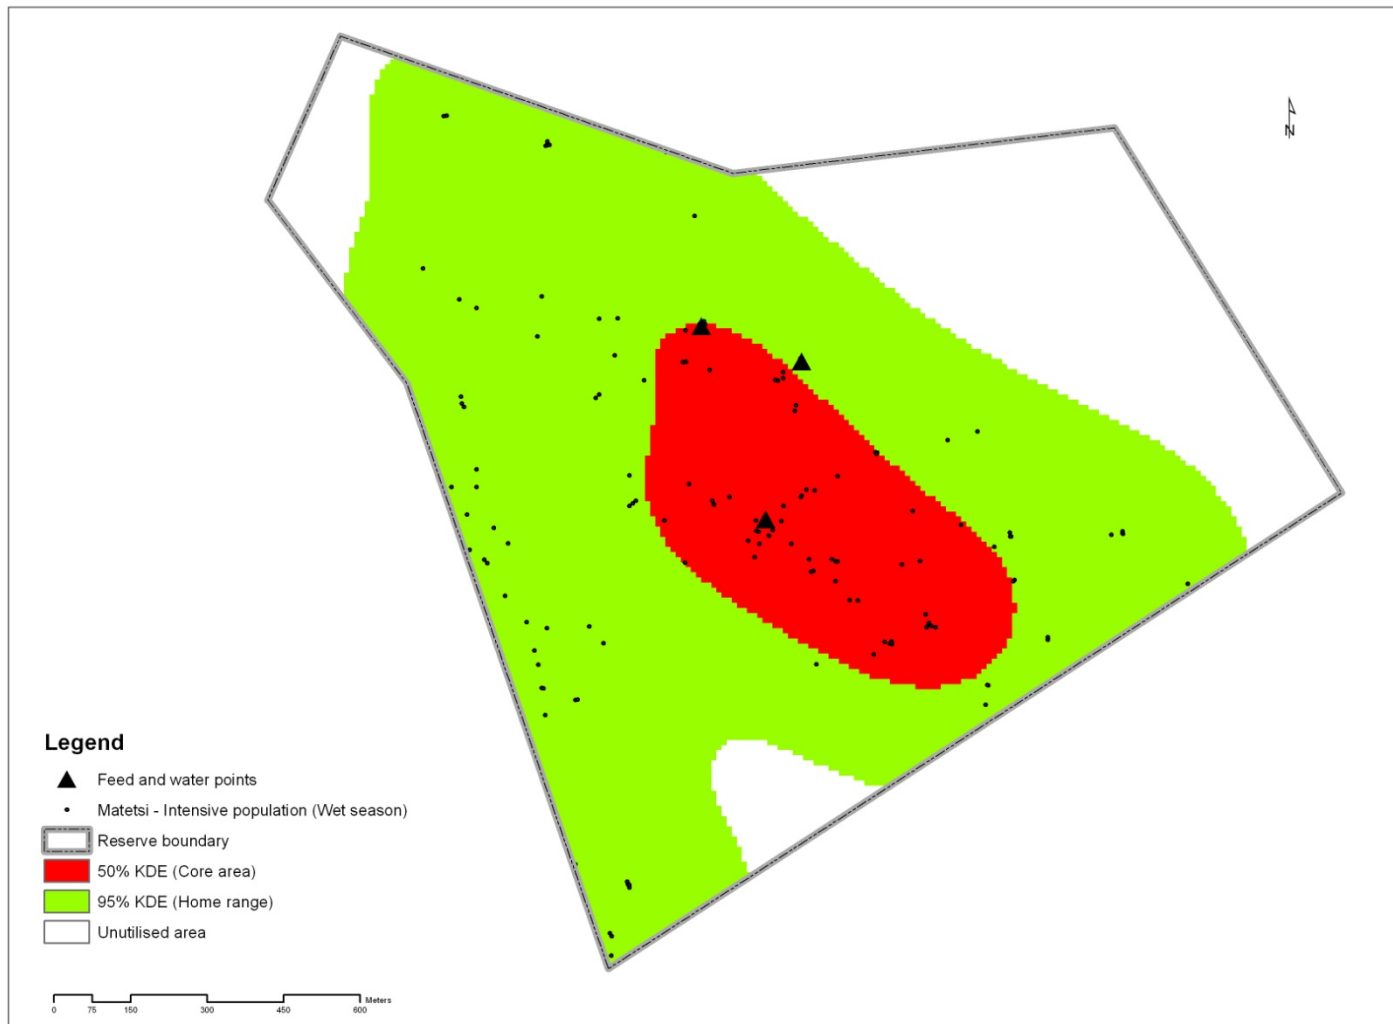 N
Legend
Feed and water points
Matetsi - Intensive population (Wet season)
Reserve boundary
50% KDE (Core area)
95% KDE (Home range)
Unutilised area
Meters
0 75 150 300 450 600